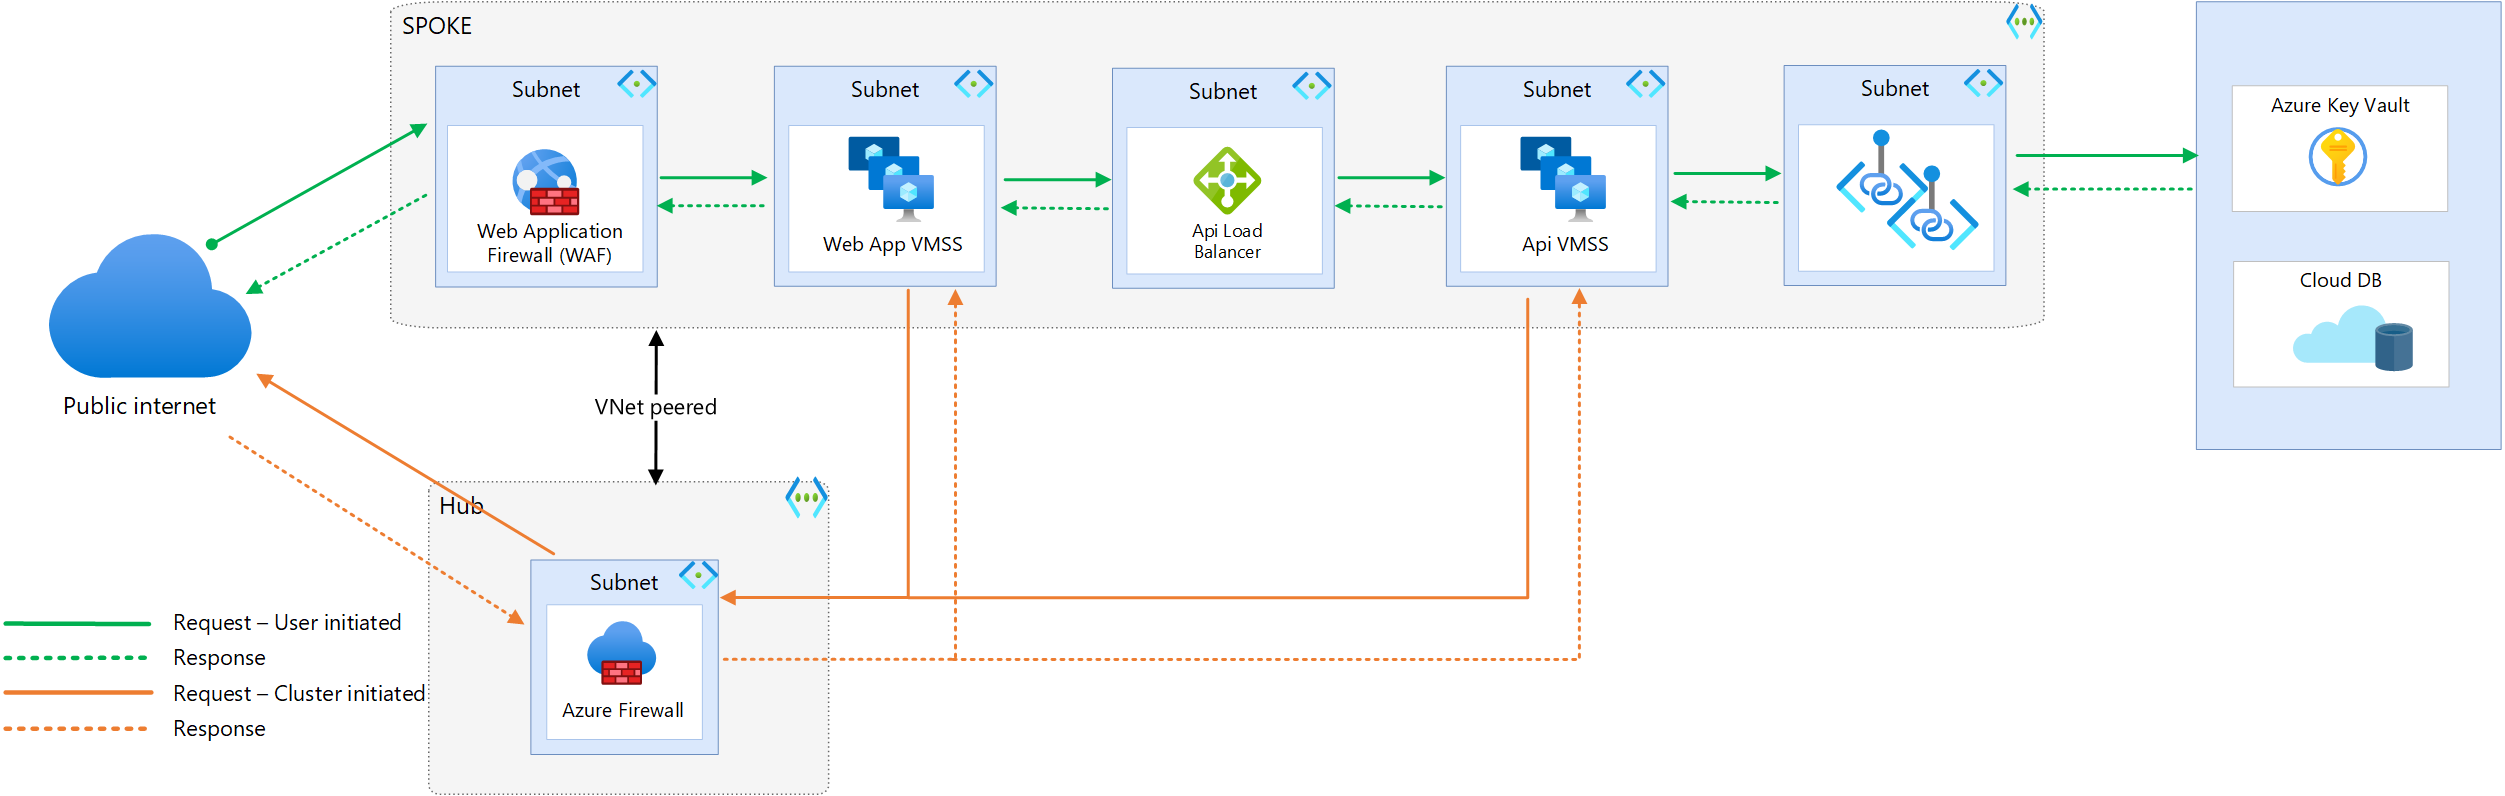 SPOKE
Subnet
Web Application
Firewall (WAF)
Subnet
Web App VMSS
Subnet
Api Load
Balancer
Subnet
Api VMSS
Subnet
Azure Key Vault
Cloud DB
Public internet
VNet peered
Hub
Subnet
Azure Firewall
Request – User initiated
Response
Request – Cluster initiated
Response